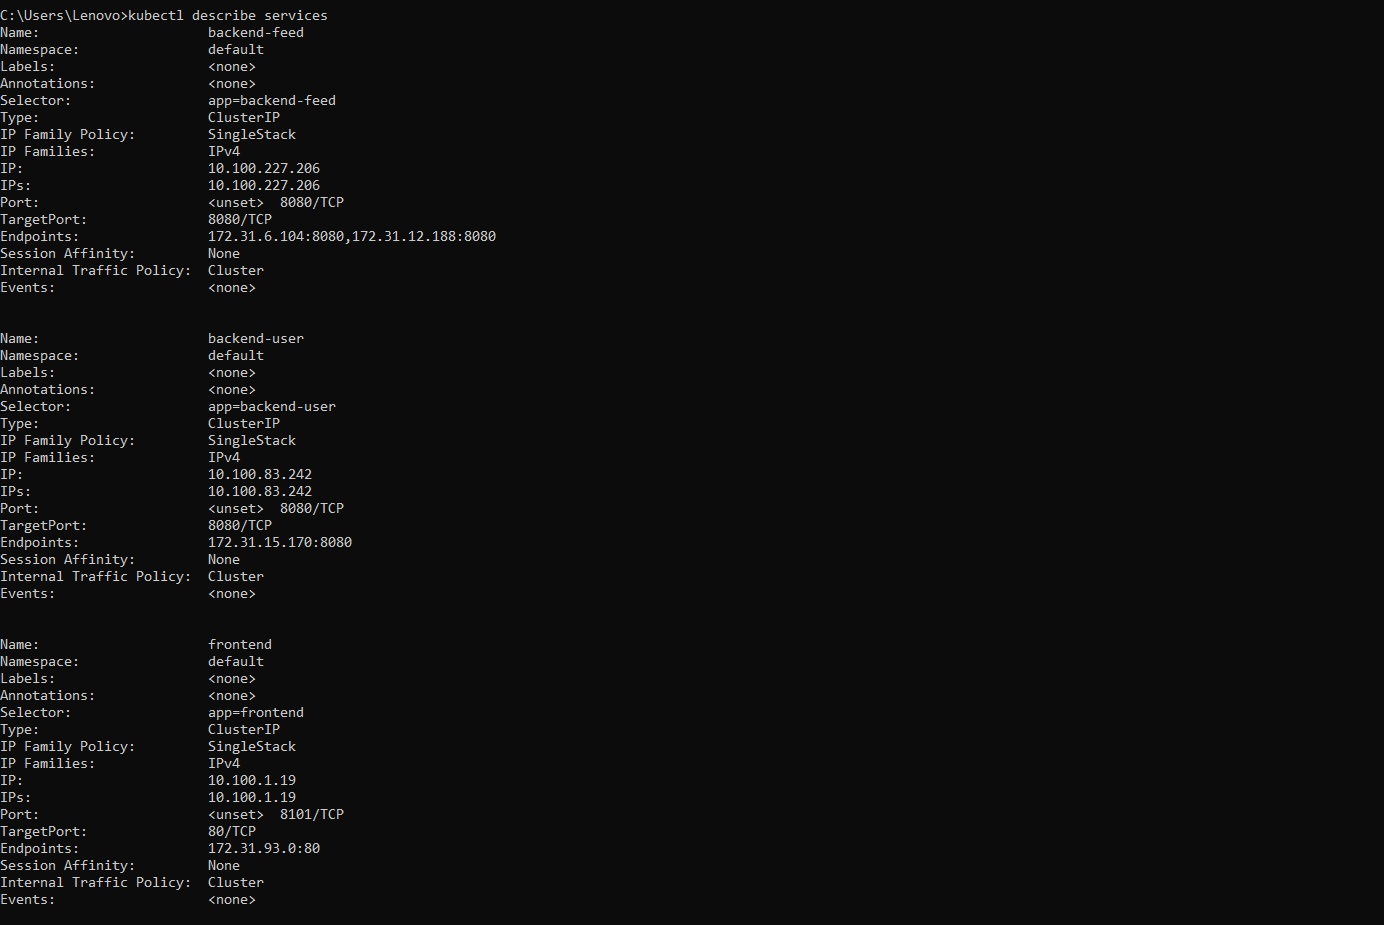 C:\Users\Lenovo>kubectl describe services
Name:                     backend-feed
Namespace:                default
Labels:                   <none>
Annotations:              <none>
Selector:                 app=backend-feed
Type:                     ClusterIP
IP Family Policy:         SingleStack
IP Families:              IPv4
IP:                       10.100.227.206
IPs:                      10.100.227.206
Port:                     <unset>  8080/TCP
TargetPort:               8080/TCP
Endpoints:                172.31.6.104:8080,172.31.12.188:8080
Session Affinity:         None
Internal Traffic Policy:  Cluster
Events:                   <none>

Name:                     backend-user
Namespace:                default
Labels:                   <none>
Annotations:              <none>
Selector:                 app=backend-user
Type:                     ClusterIP
IP Family Policy:         SingleStack
IP Families:              IPv4
IP:                       10.100.83.242
IPs:                      10.100.83.242
Port:                     <unset>  8080/TCP
TargetPort:               8080/TCP
Endpoints:                172.31.15.170:8080
Session Affinity:         None
Internal Traffic Policy:  Cluster
Events:                   <none>

Name:                     frontend
Namespace:                default
Labels:                   <none>
Annotations:              <none>
Selector:                 app=frontend
Type:                     ClusterIP
IP Family Policy:         SingleStack
IP Families:              IPv4
IP:                       10.100.1.19
IPs:                      10.100.1.19
Port:                     <unset>  8101/TCP
TargetPort:               80/TCP
Endpoints:                172.31.93.0:80
Session Affinity:         None
Internal Traffic Policy:  Cluster
Events:                   <none>